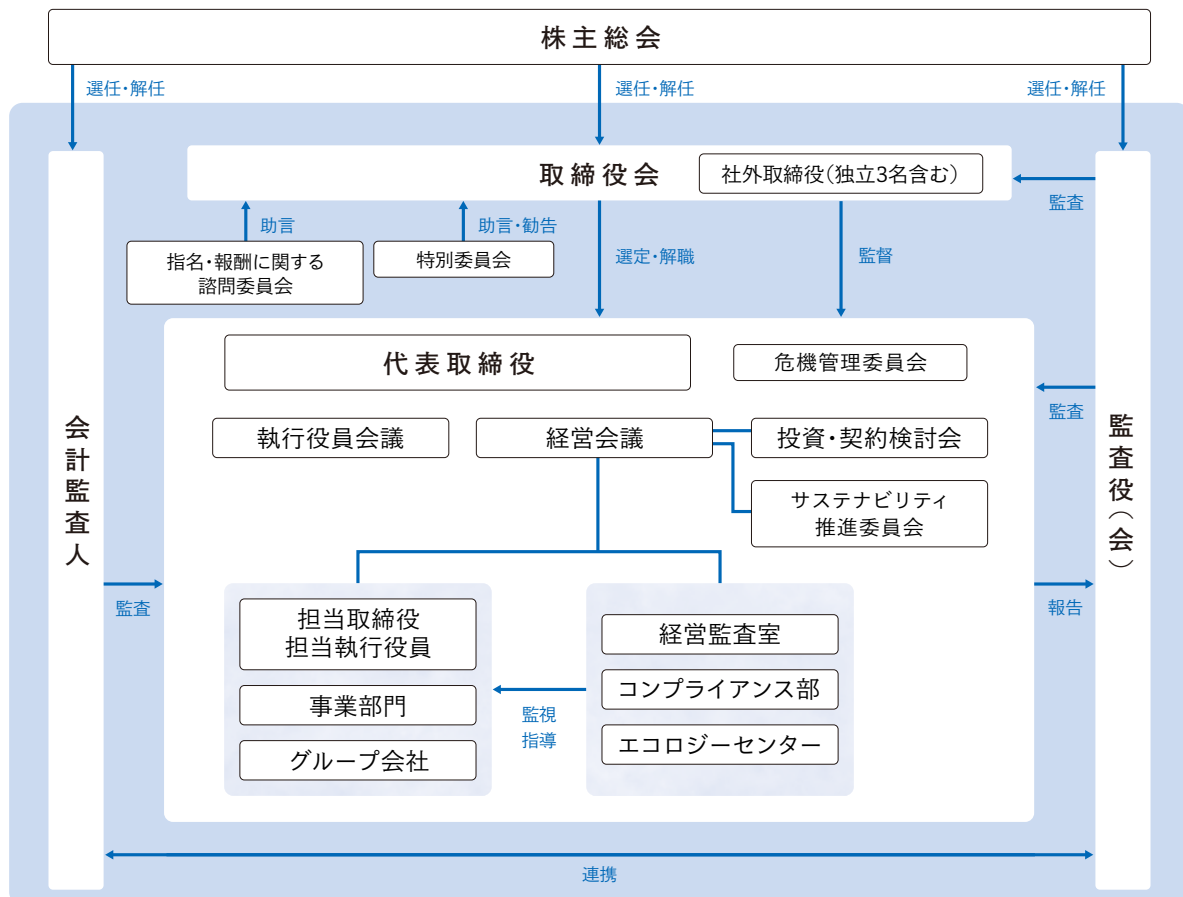 株主総会
選任・解任
選任・解任
選任・解任
取締役会
社外取締役（独立3名含む）
監査
助言
助言・勧告
指名・報酬に関する
諮問委員会
特別委員会
選定・解職
監督
代表取締役
危機管理委員会
監査
執行役員会議
経営会議
投資・契約検討会
サステナビリティ
推進委員会
会計監査人
監査役（会）
監査
報告
担当取締役
担当執行役員
事業部門
グループ会社
監視
指導
経営監査室
コンプライアンス部
エコロジーセンター
連携